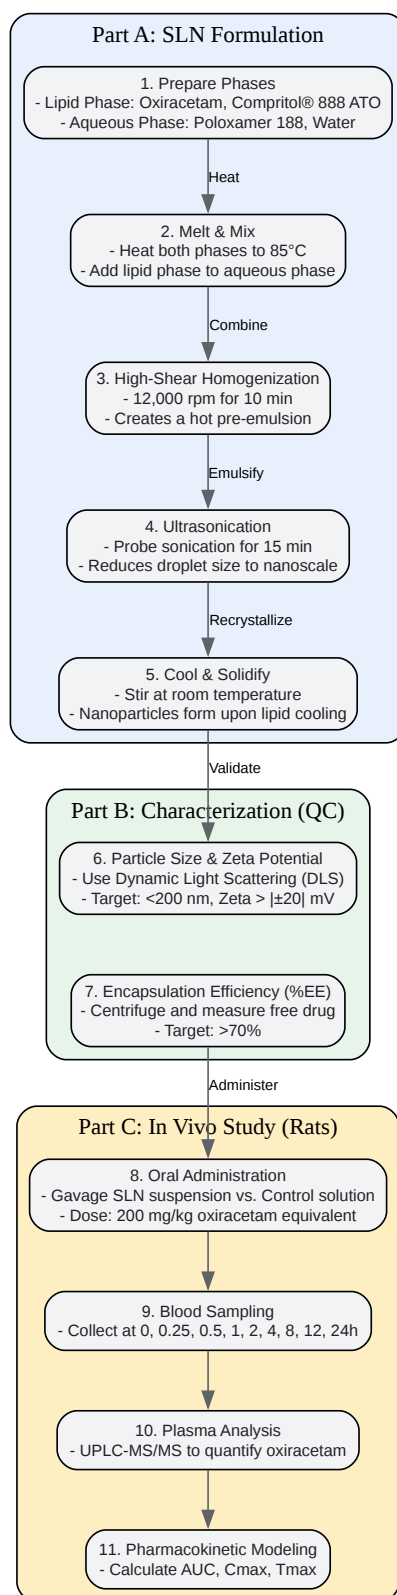 Part A: SLN Formulation
1. Prepare Phases
- Lipid Phase: Oxiracetam, Compritol® 888 ATO
- Aqueous Phase: Poloxamer 188, Water
Heat
2. Melt & Mix
- Heat both phases to 85°C
- Add lipid phase to aqueous phase
Combine
3. High-Shear Homogenization
- 12,000 rpm for 10 min
- Creates a hot pre-emulsion
Emulsify
4. Ultrasonication
- Probe sonication for 15 min
- Reduces droplet size to nanoscale
Recrystallize
5. Cool & Solidify
- Stir at room temperature
- Nanoparticles form upon lipid cooling
Validate
Part B: Characterization (QC)
6. Particle Size & Zeta Potential
- Use Dynamic Light Scattering (DLS)
- Target: <200 nm, Zeta > |±20| mV
7. Encapsulation Efficiency (%EE)
- Centrifuge and measure free drug
- Target: >70%
Administer
Part C: In Vivo Study (Rats)
8. Oral Administration
- Gavage SLN suspension vs. Control solution
- Dose: 200 mg/kg oxiracetam equivalent
9. Blood Sampling
- Collect at 0, 0.25, 0.5, 1, 2, 4, 8, 12, 24h
10. Plasma Analysis
- UPLC-MS/MS to quantify oxiracetam
11. Pharmacokinetic Modeling
- Calculate AUC, Cmax, Tmax